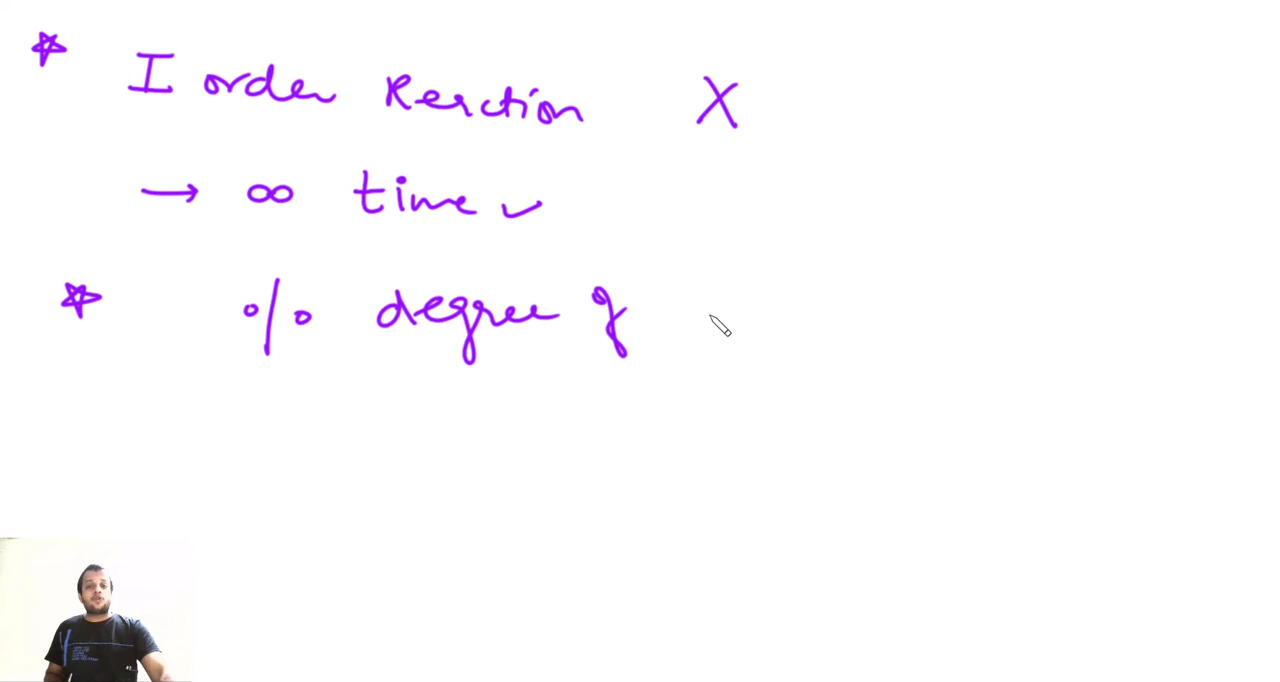 I order Reaction X
→ ∞ time ✓
% degree of